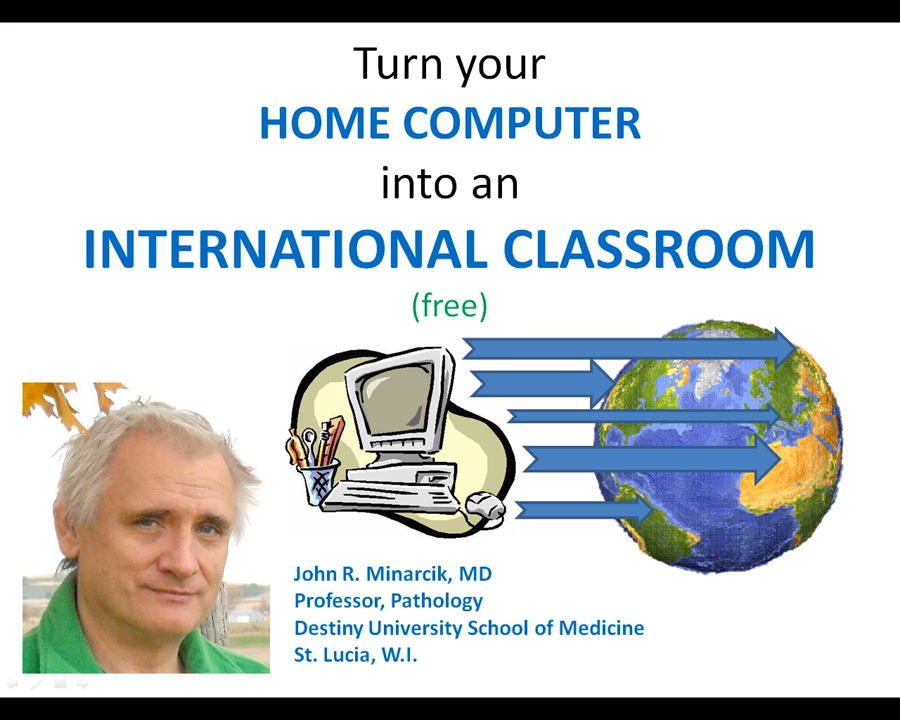 Turn your
HOME COMPUTER
into an
INTERNATIONAL CLASSROOM
(free)
John R. Minarcik, MD
Professor, Pathology
Destiny University School of Medicine
St. Lucia, W.I.